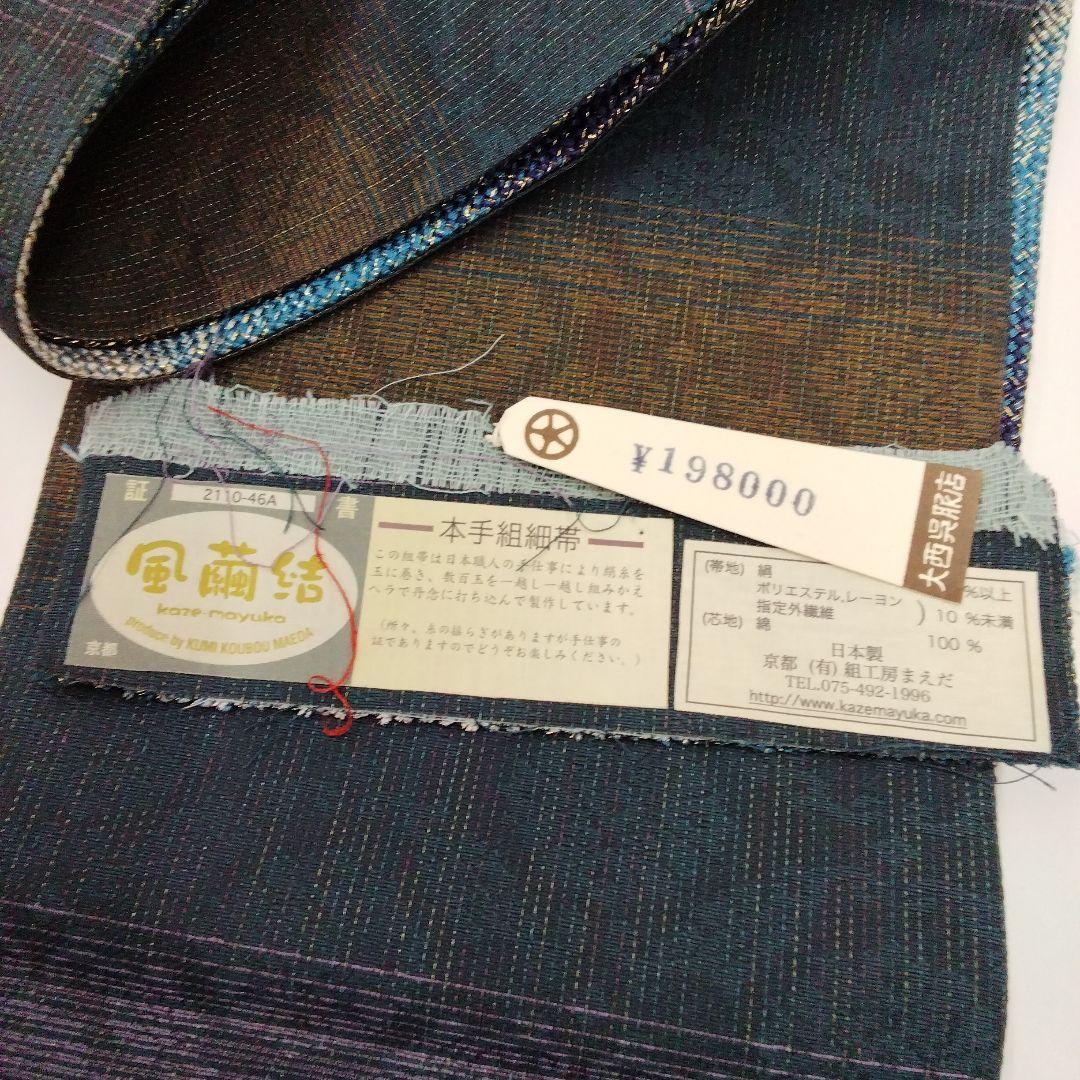 ¥198000
大西呉服店
証 2110-46A 書
風繭結
kaze-mayuka
produce by KUMI KOUBOU MAEDA
京都
本手組細帯
この組帯は日本職人の手仕事により絹糸を
玉に巻き、数百玉を一越し一越し組みかえ
ヘラで丹念に打ち込んで製作しています。
(所々、糸の揺らぎがありますが手仕事の
証でありますのでどうぞお楽しみください。)
(帯地) 絹 %以上
ポリエステル,レーヨン
指定外繊維 ) 10 %未満
(芯地) 綿 100 %
日本製
京都 (有) 組工房まえだ
TEL.075-492-1996
http://www.kazemayuka.com